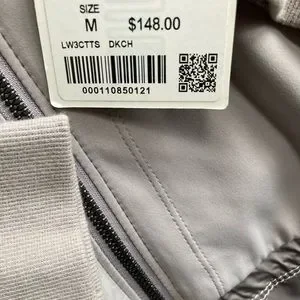 SIZE
M $148.00
LW3CTTS DKCH
000110850121